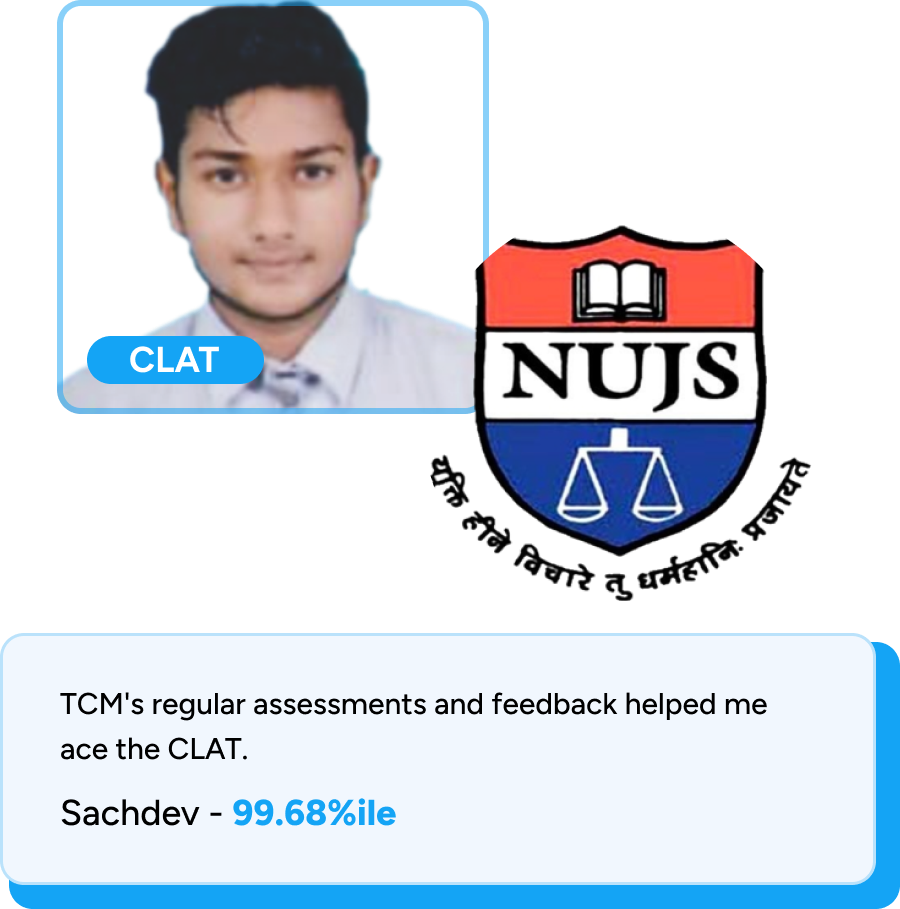 CLAT
NUJS
युक्ति हीने विचारे तु धर्महानिः प्रजायते
TCM's regular assessments and feedback helped me
ace the CLAT.
Sachdev - 99.68%ile